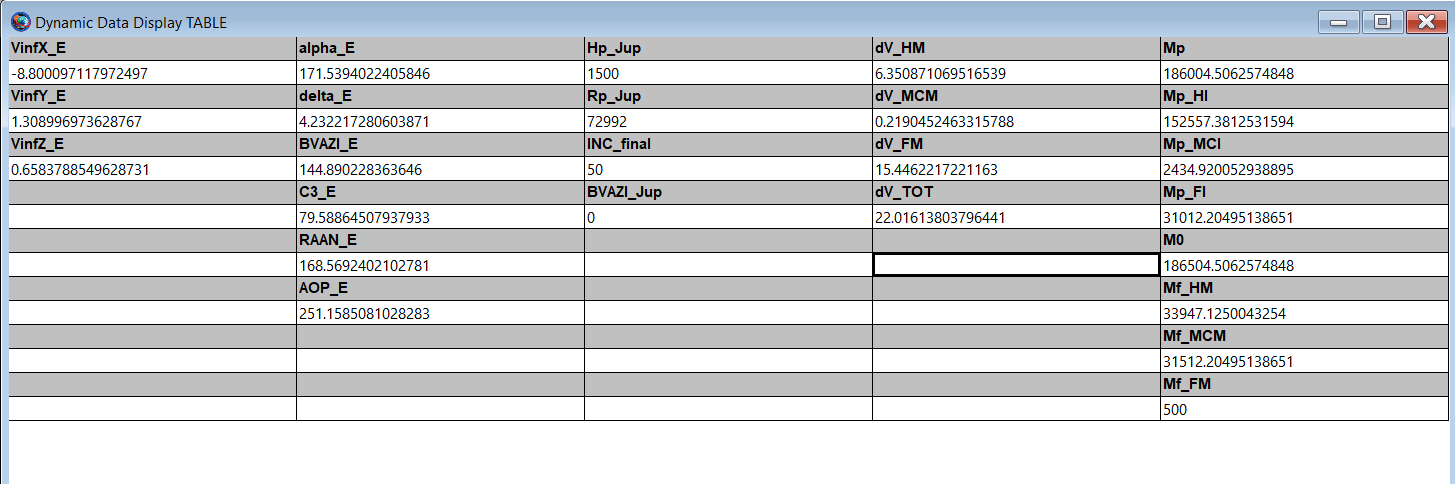 Dynamic Data Display TABLE
VinfX_E alpha_E Hp_Jup dV_HM Mp
-8.800097117972497 171.5394022405846 1500 6.350871069516539 186004.5062574848
VinfY_E delta_E Rp_Jup dV_MCM Mp_HI
1.308996973628767 4.232217280603871 72992 0.2190452463315788 152557.3812531594
VinfZ_E BVAZI_E INC_final dV_FM Mp_MCI
0.6583788549628731 144.890228363646 50 15.4462217221163 2434.920052938895
C3_E BVAZI_Jup dV_TOT Mp_FI
79.58864507937933 0 22.01613803796441 31012.20495138651
RAAN_E M0
168.5692402102781 186504.5062574848
AOP_E Mf_HM
251.1585081028283 33947.1250043254
Mf_MCM
31512.20495138651
Mf_FM
500